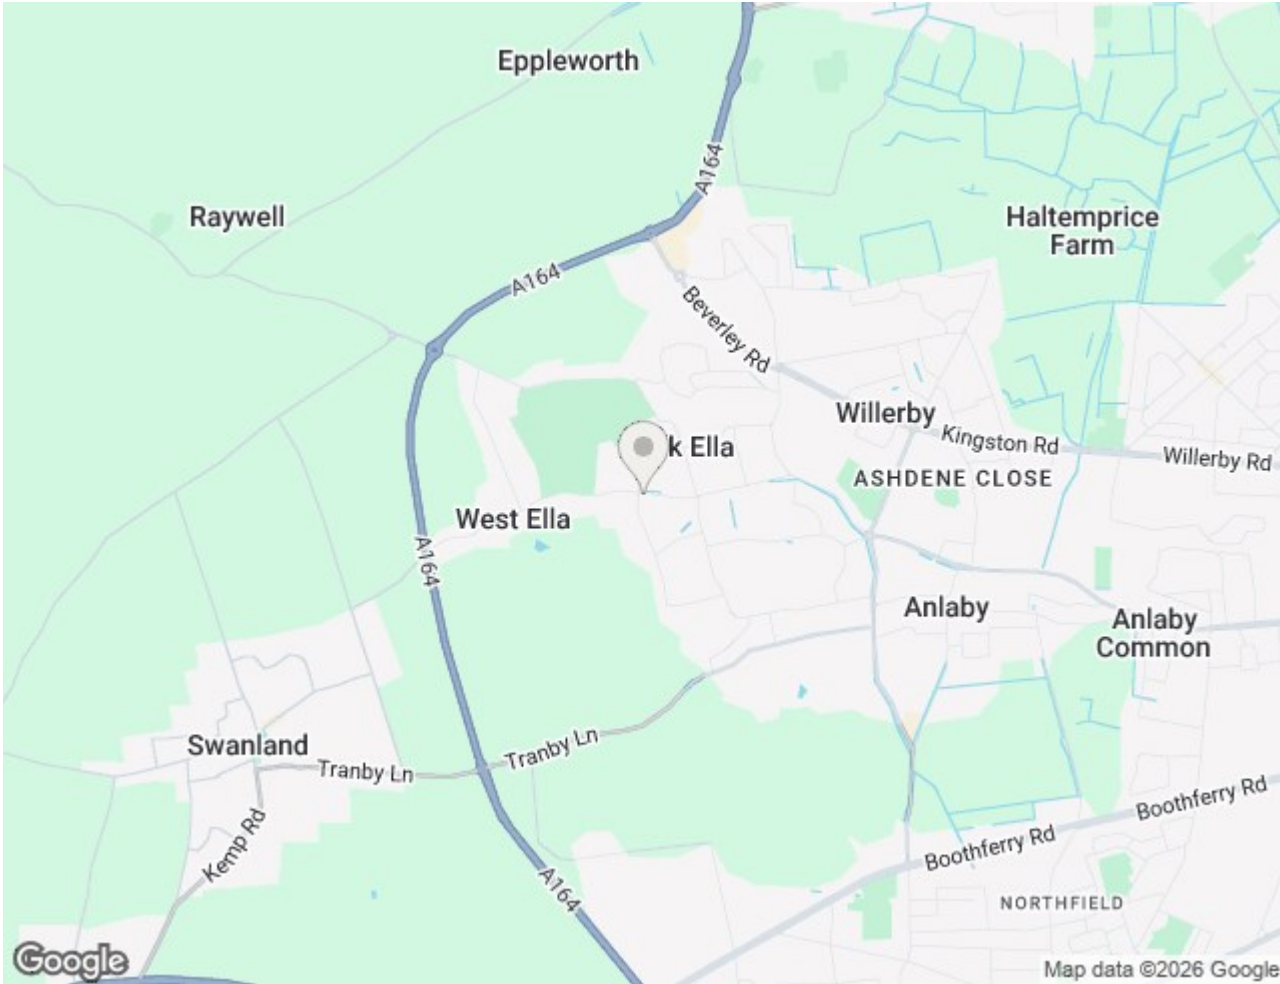 Eppleworth
A164
Raywell
Haltemprice
Farm
A164
Beverley Rd
Willerby
Kingston Rd
Willerby Rd
k Ella
ASHDENE CLOSE
West Ella
A164
Anlaby
Anlaby
Common
Swanland
Tranby Ln
Tranby Ln
Kemp Rd
Boothferry Rd
Boothferry Rd
A164
NORTHFIELD
Google
Map data ©2026 Google